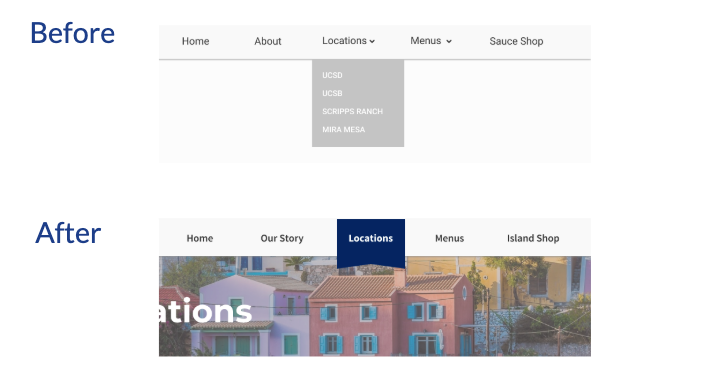 Before
Home About Locations Menus Sauce Shop
UCSD
UCSB
SCRIPPS RANCH
MIRA MESA
After
Home Our Story Locations Menus Island Shop
ations